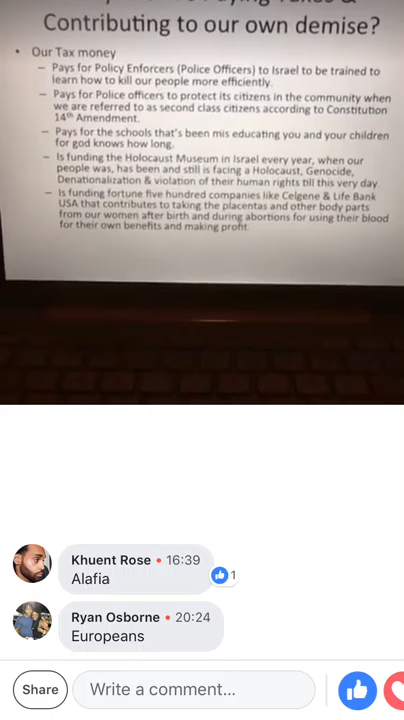 Contributing to our own demise?
• Our Tax money
– Pays for Policy Enforcers (Police Officers) to Israel to be trained to
learn how to kill our people more efficiently.
– Pays for Police officers to protect its citizens in the community when
we are referred to as second class citizens according to Constitution
14th Amendment.
– Pays for the schools that's been mis educating you and your children
for god knows how long.
– Is funding the Holocaust Museum in Israel every year, when our
people was, has been and still is facing a Holocaust, Genocide,
Denationalization & violation of their human rights till this very day
– Is funding fortune five hundred companies like Celgene & Life Bank
USA that contributes to taking the placentas and other body parts
from our women after birth and during abortions for using their blood
for their own benefits and making profit.
Khuent Rose • 16:39
Alafia
1
Ryan Osborne • 20:24
Europeans
Share
Write a comment...